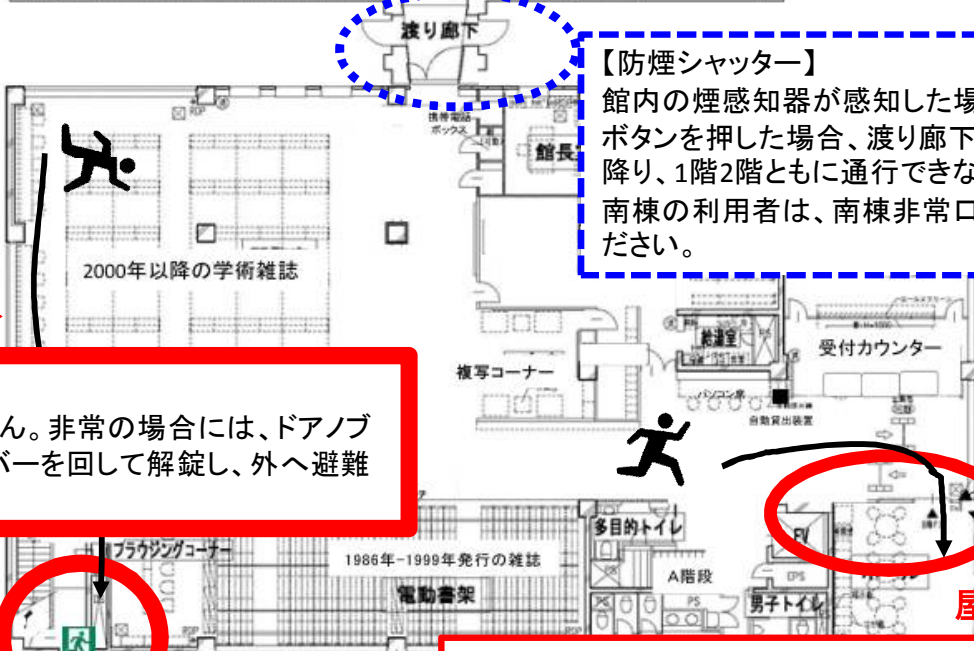 渡り廊下
【防煙シャッター】
館内の煙感知器が感知した場
ボタンを押した場合、渡り廊下
降り、1階2階ともに通行できな
南棟の利用者は、南棟非常口
ださい。
携帯電話
ボックス
館長
2000年以降の学術雑誌
給湯室
受付カウンター
複写コーナー
パソコン席
自動貸出装置
ん。非常の場合には、ドアノブ
バーを回して解錠し、外へ避難
ブラウジングコーナー
1986年-1999年発行の雑誌
電動書架
多目的トイレ
EV
A階段
EPS
PS
男子トイレ
屋